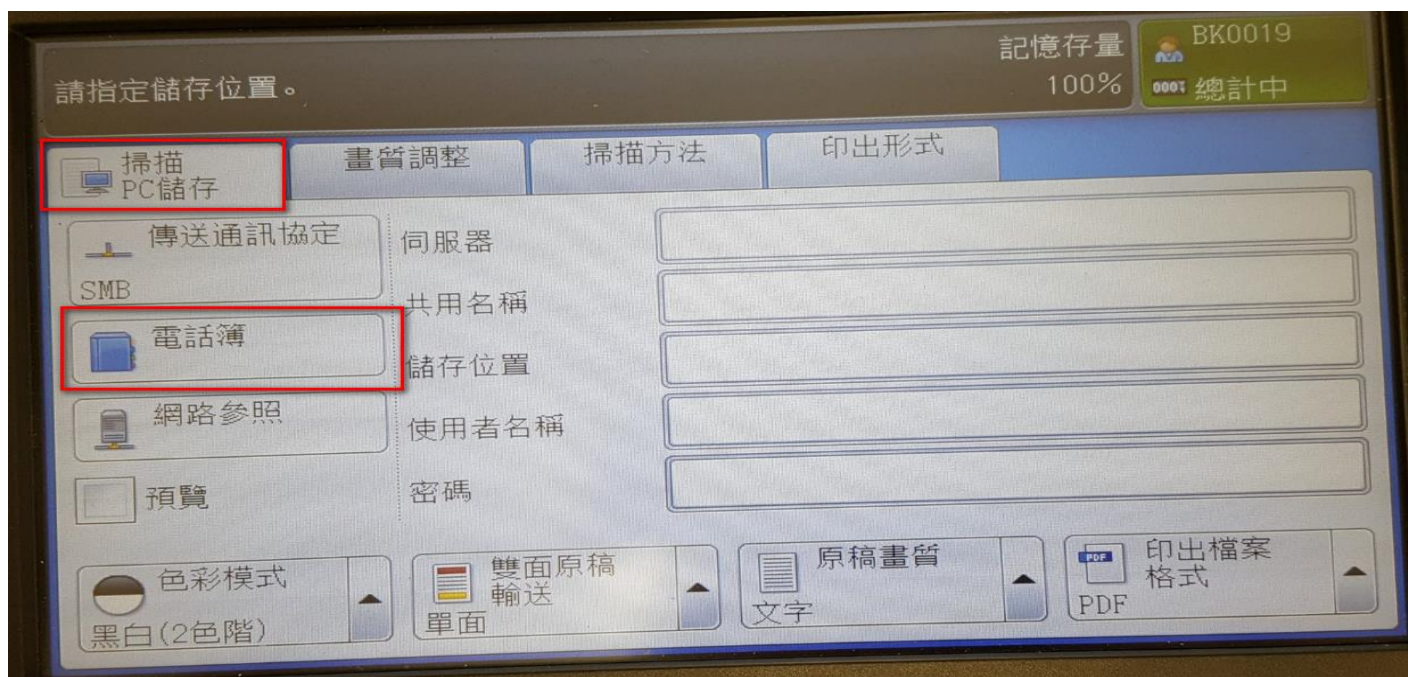 記憶存量
BK0019
請指定儲存位置。
100%
總計中
掃描
PC儲存
畫質調整
掃描方法
印出形式
傳送通訊協定
SMB
伺服器
共用名稱
電話簿
儲存位置
網路參照
使用者名稱
預覽
密碼
色彩模式
黑白(2色階)
雙面原稿
輸送
單面
原稿畫質
文字
PDF
印出檔案
格式
PDF